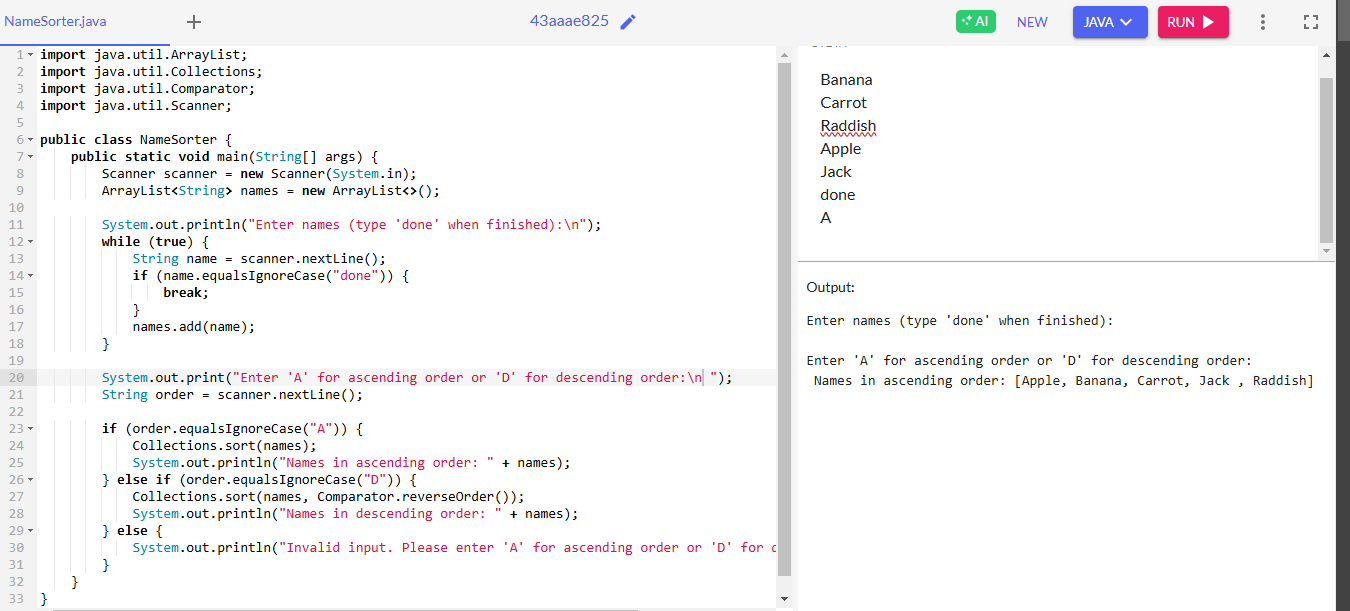 NameSorter.java + 43aaae825 AI NEW JAVA RUN
1 import java.util.ArrayList;
2 import java.util.Collections;
3 import java.util.Comparator;
4 import java.util.Scanner;
5
6 public class NameSorter {
7 public static void main(String[] args) {
8 Scanner scanner = new Scanner(System.in);
9 ArrayList<String> names = new ArrayList<>();
10
11 System.out.println("Enter names (type 'done' when finished):\n");
12 while (true) {
13 String name = scanner.nextLine();
14 if (name.equalsIgnoreCase("done")) {
15 break;
16 }
17 names.add(name);
18 }
19
20 System.out.print("Enter 'A' for ascending order or 'D' for descending order:\n ");
21 String order = scanner.nextLine();
22
23 if (order.equalsIgnoreCase("A")) {
24 Collections.sort(names);
25 System.out.println("Names in ascending order: " + names);
26 } else if (order.equalsIgnoreCase("D")) {
27 Collections.sort(names, Comparator.reverseOrder());
28 System.out.println("Names in descending order: " + names);
29 } else {
30 System.out.println("Invalid input. Please enter 'A' for ascending order or 'D' for
31 }
32 }
33 }
Banana
Carrot
Raddish
Apple
Jack
done
A
Output:
Enter names (type 'done' when finished):
Enter 'A' for ascending order or 'D' for descending order:
Names in ascending order: [Apple, Banana, Carrot, Jack , Raddish]